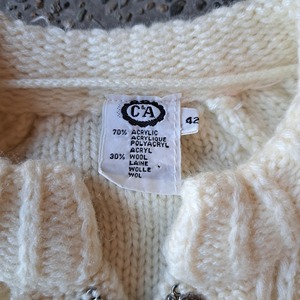 C&A
42
70% ACRYLIC
ACRYLIQUE
POLYACRYL
ACRYL
30% WOOL
LAINE
WOLLE
WOL